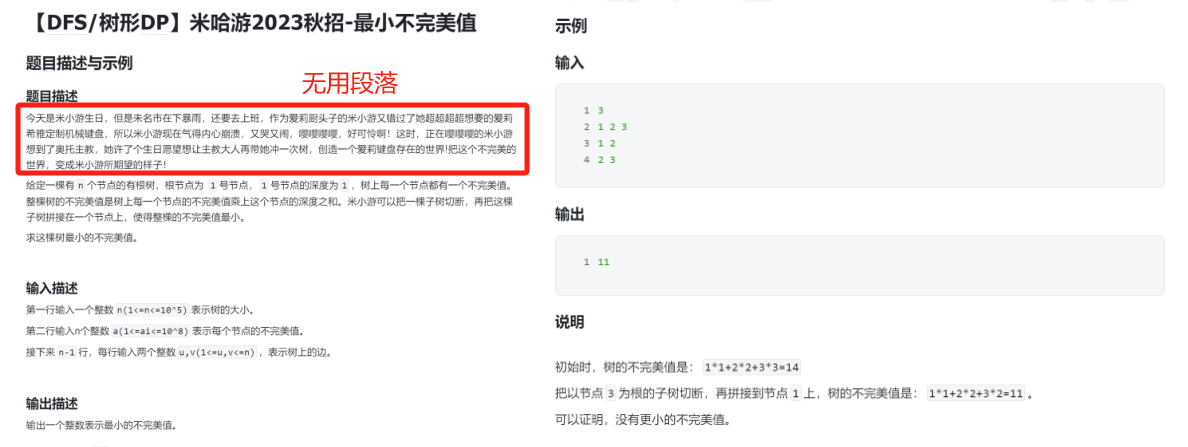 【DFS/树形DP】米哈游2023秋招-最小不完美值
题目描述与示例
无用段落
题目描述
今天是米小游生日，但是未名市在下暴雨，还要去上班，作为爱莉厨头子的米小游又错过了她超超超超想要的爱莉
希雅定制机械键盘，所以米小游现在气得内心崩溃，又哭又闹，嘤嘤嘤嘤，好可怜啊！这时，正在嘤嘤嘤的米小游
想到了奥托主教，她许了个生日愿望想让主教大人再带她冲一次树，创造一个爱莉键盘存在的世界!把这个不完美的
世界，变成米小游所期望的样子！
给定一棵有 n 个节点的有根树，根节点为 1 号节点， 1 号节点的深度为 1 ，树上每一个节点都有一个不完美值。
整棵树的不完美值是树上每一个节点的不完美值乘上这个节点的深度之和。米小游可以把一棵子树切断，再把这棵
子树拼接在一个节点上，使得整棵的不完美值最小。
求这棵树最小的不完美值。
输入描述
第一行输入一个整数 n(1<=n<=10^5) 表示树的大小。
第二行输入n个整数 a(1<=ai<=10^8) 表示每个节点的不完美值。
接下来 n-1 行，每行输入两个整数 u,v(1<=u,v<=n) ，表示树上的边。
输出描述
输出一个整数表示最小的不完美值。
示例
输入
1 3
2 1 2 3
3 1 2
4 2 3
输出
1 11
说明
初始时，树的不完美值是： 1*1+2*2+3*3=14
把以节点 3 为根的子树切断，再拼接到节点 1 上，树的不完美值是： 1*1+2*2+3*2=11 。
可以证明，没有更小的不完美值。